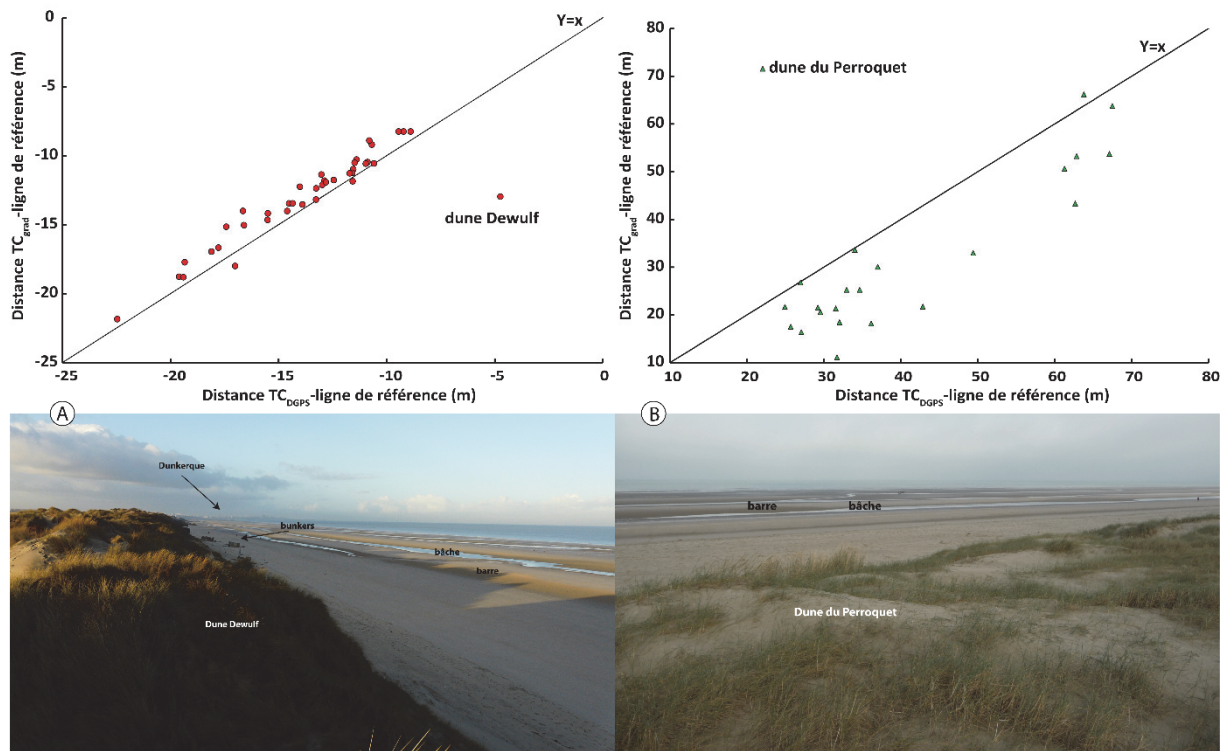 0
-5
-10
-15
-20
-25
Distance TCgrad-ligne de référence (m)
Y=x
dune Dewulf
-25
-20
-15
-10
-5
0
Distance TCDGPS-ligne de référence (m)
80
70
60
50
40
30
20
10
Distance TCgrad-ligne de référence (m)
Y=x
dune du Perroquet
10
20
30
40
50
60
70
80
Distance TCDGPS-ligne de référence (m)
A
Dunkerque
bunkers
bâche
barre
Dune Dewulf
B
barre
bâche
Dune du Perroquet